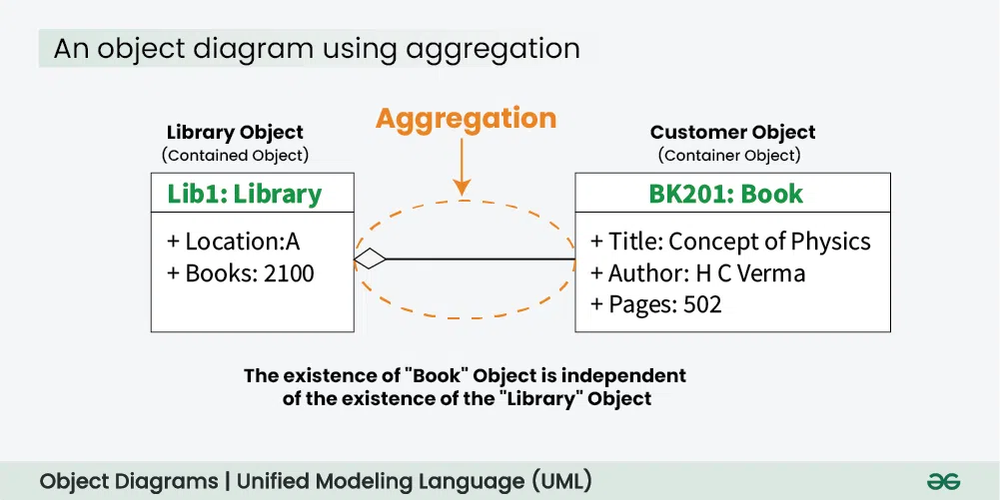 An object diagram using aggregation
Aggregation
Library Object
(Contained Object)
Lib1: Library
+ Location:A
+ Books: 2100
Customer Object
(Container Object)
BK201: Book
+ Title: Concept of Physics
+ Author: H C Verma
+ Pages: 502
The existence of "Book" Object is independent
of the existence of the "Library" Object
Object Diagrams | Unified Modeling Language (UML)